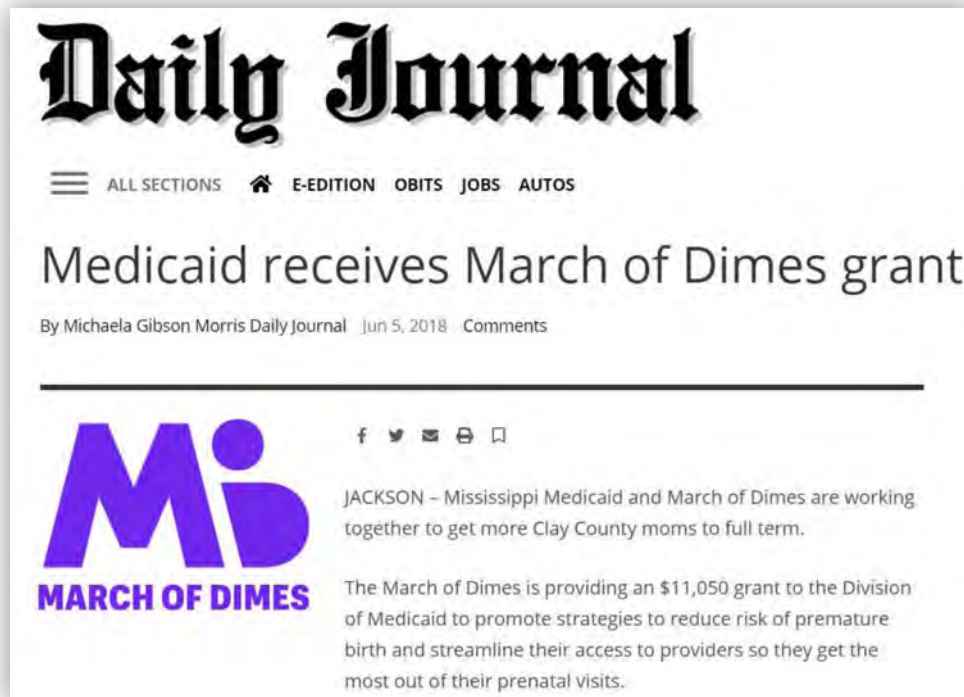 Daily Journal
ALL SECTIONS E-EDITION OBITS JOBS AUTOS
Medicaid receives March of Dimes grant
By Michaela Gibson Morris Daily Journal Jun 5, 2018 Comments
MARCH OF DIMES
JACKSON – Mississippi Medicaid and March of Dimes are working
together to get more Clay County moms to full term.
The March of Dimes is providing an $11,050 grant to the Division
of Medicaid to promote strategies to reduce risk of premature
birth and streamline their access to providers so they get the
most out of their prenatal visits.